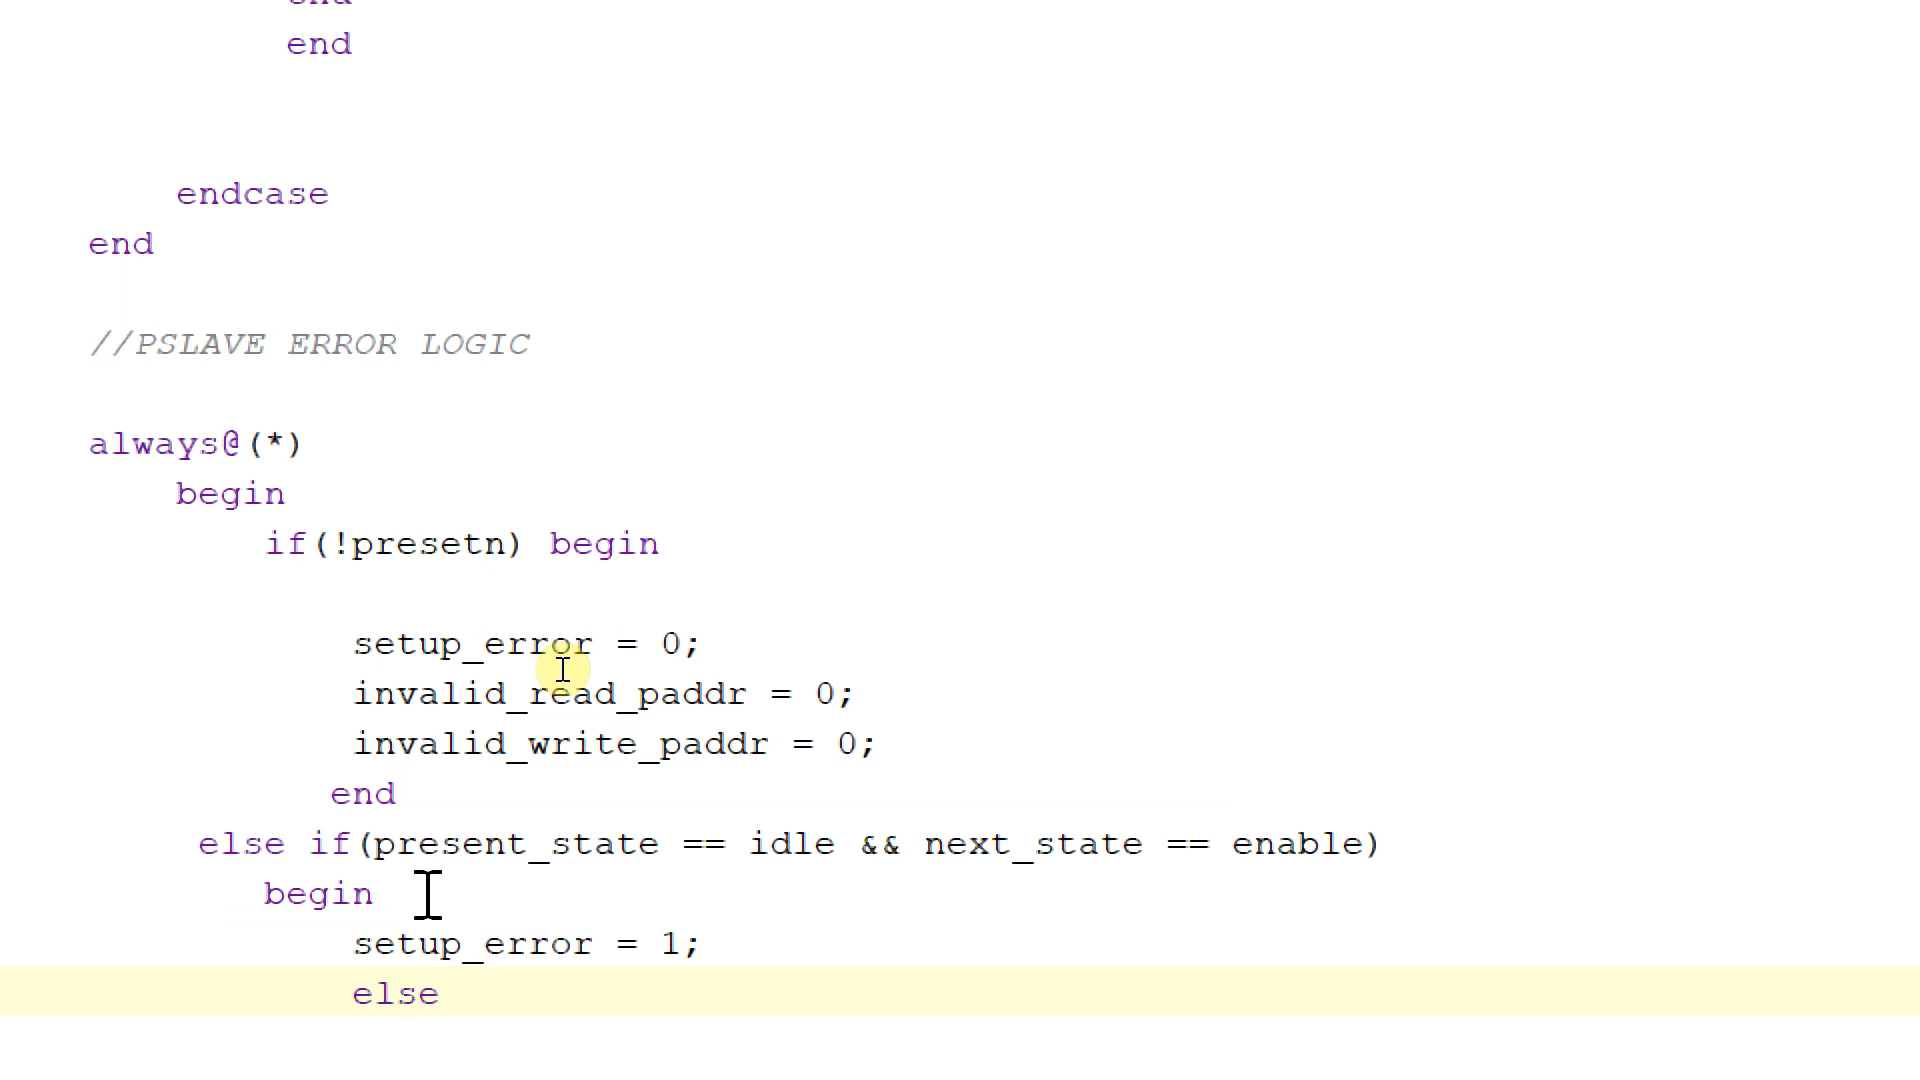 end
end
endcase
end
//PSLAVE ERROR LOGIC
always@(*)
begin
if(!presetn) begin
setup_error = 0;
invalid_read_paddr = 0;
invalid_write_paddr = 0;
end
else if(present_state == idle && next_state == enable)
begin
setup_error = 1;
else